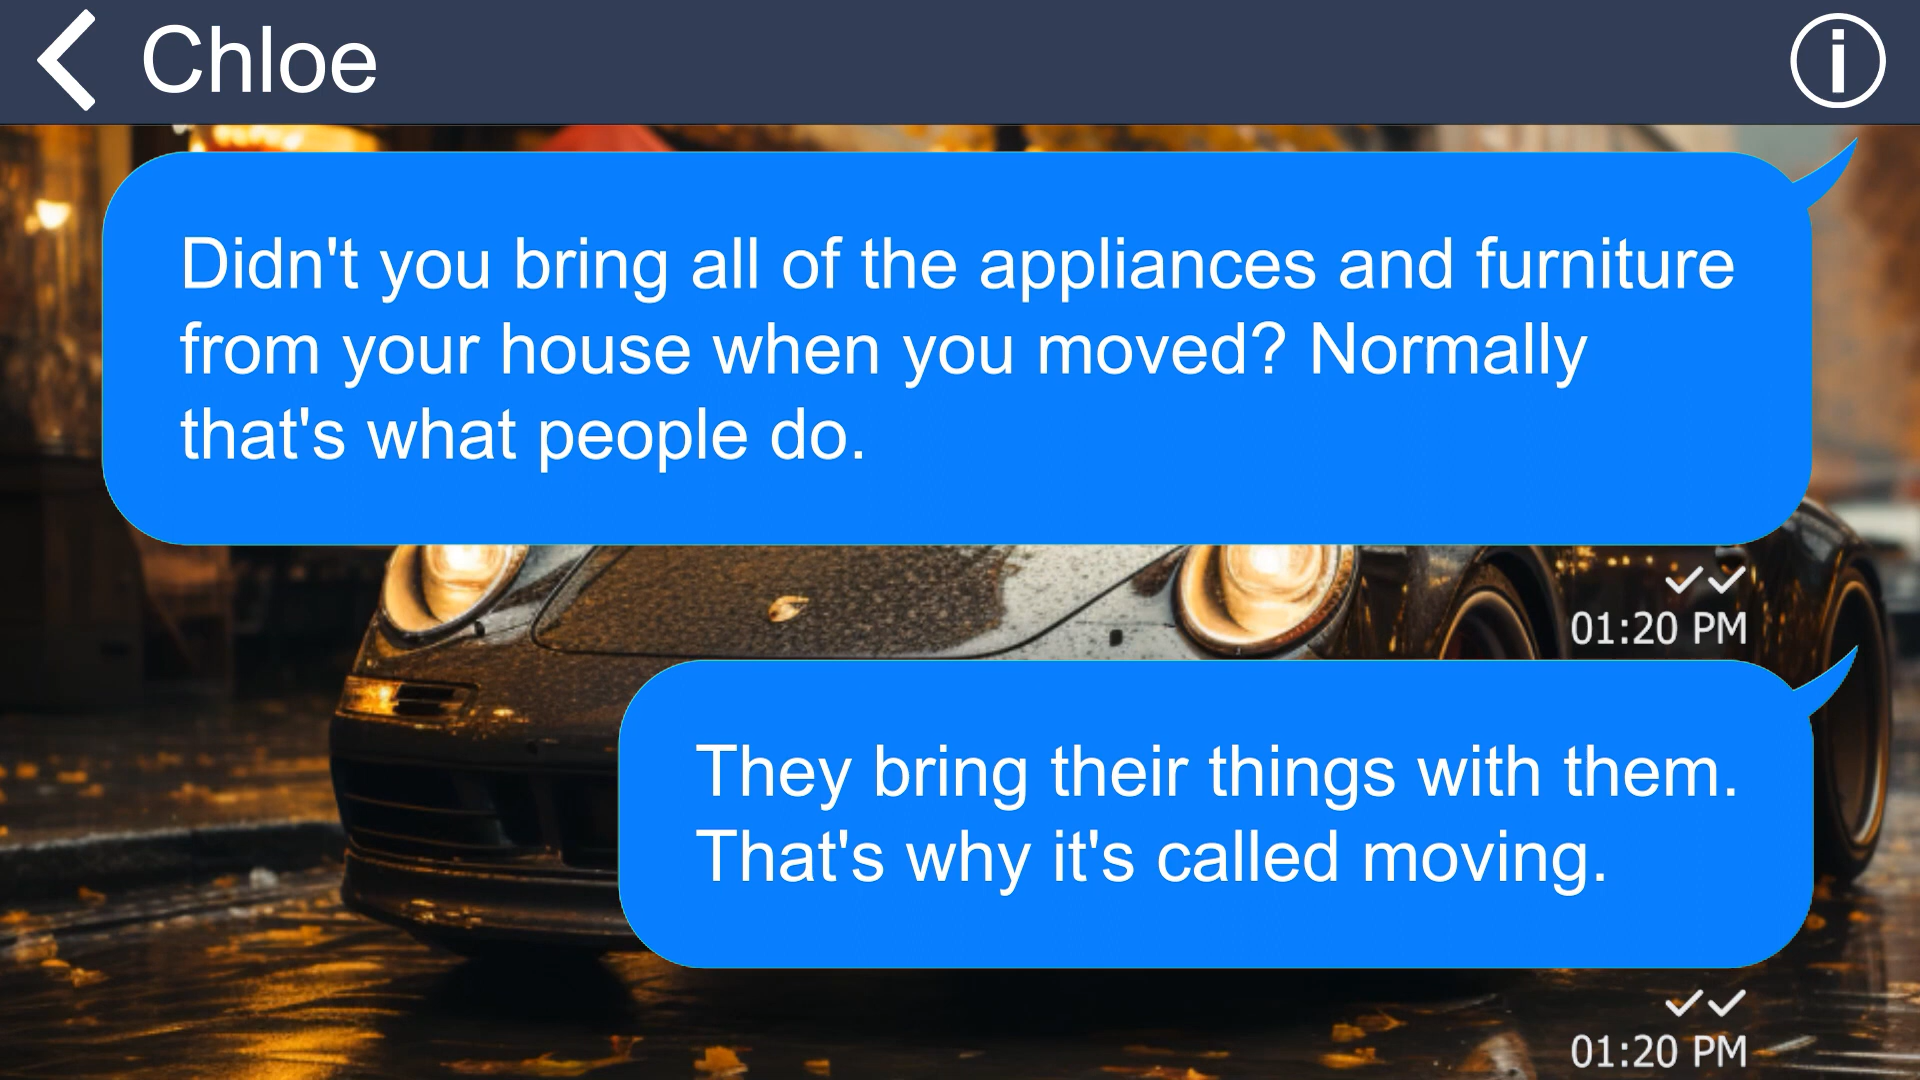 Chloe
Didn't you bring all of the appliances and furniture
from your house when you moved? Normally
that's what people do.
01:20 PM
They bring their things with them.
That's why it's called moving.
01:20 PM